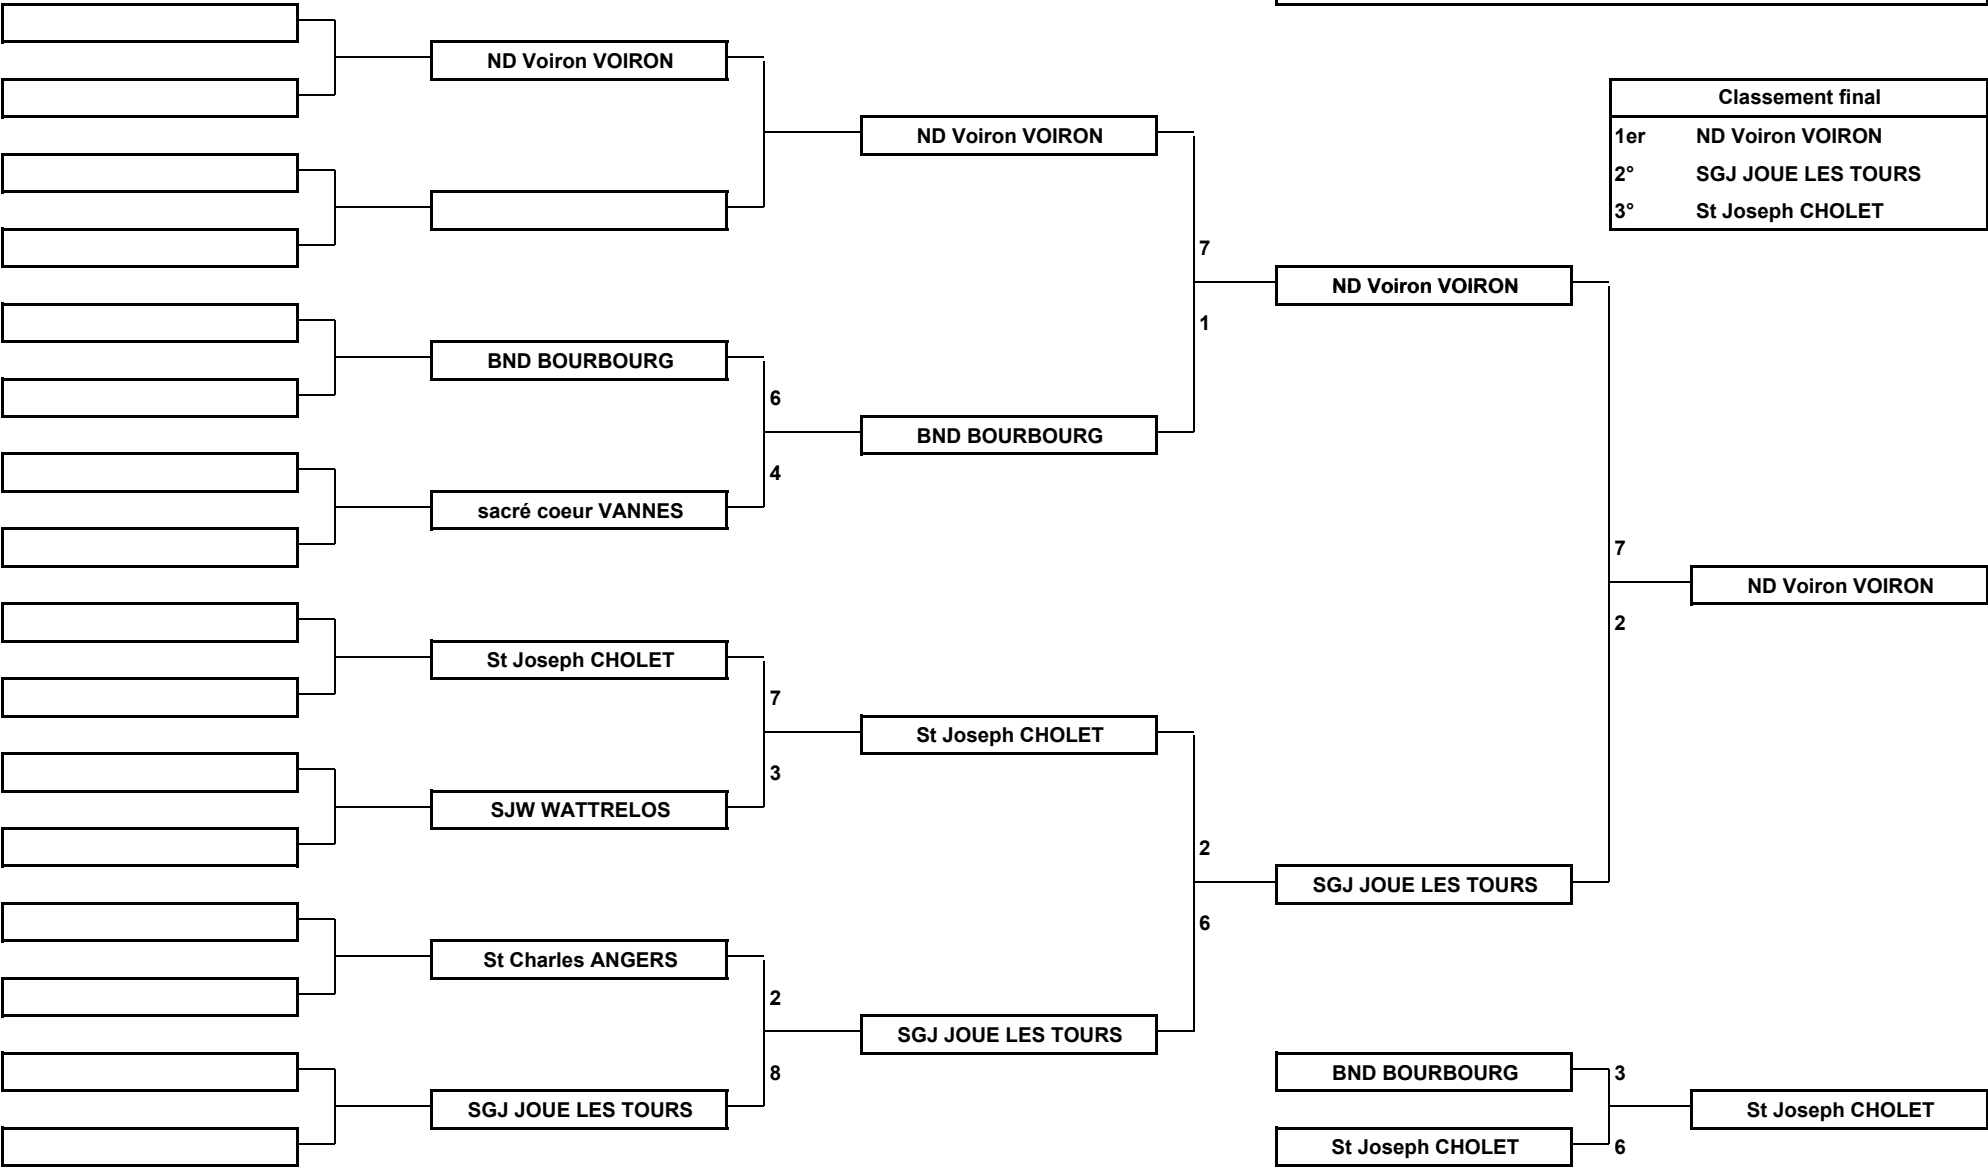 ND Voiron VOIRON
Classement final
ND Voiron VOIRON
1er ND Voiron VOIRON
2° SGJ JOUE LES TOURS
3° St Joseph CHOLET
7
ND Voiron VOIRON
1
BND BOURBOURG
6
BND BOURBOURG
4
sacré coeur VANNES
7
ND Voiron VOIRON
2
St Joseph CHOLET
7
St Joseph CHOLET
3
SJW WATTRELOS
2
SGJ JOUE LES TOURS
6
St Charles ANGERS
2
SGJ JOUE LES TOURS
8
BND BOURBOURG 3
SGJ JOUE LES TOURS
St Joseph CHOLET
St Joseph CHOLET 6